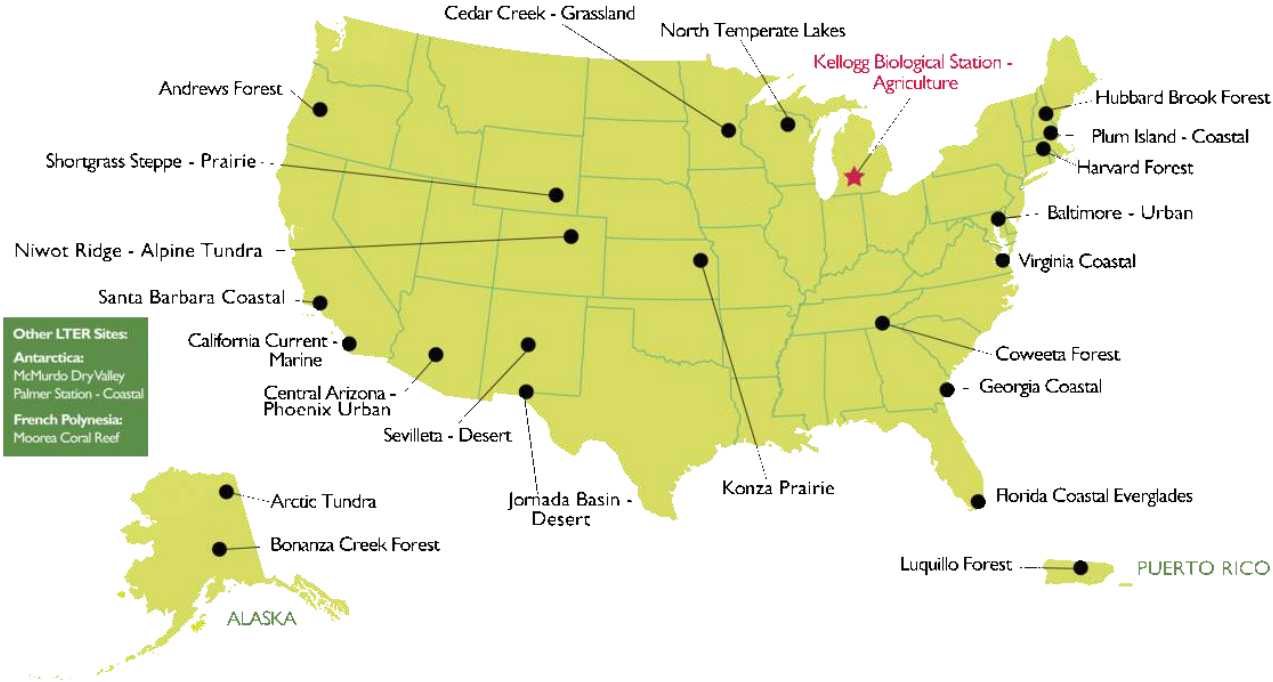 Cedar Creek - Grassland
North Temperate Lakes
Kellogg Biological Station -
Agriculture
Andrews Forest
Hubbard Brook Forest
Plum Island - Coastal
Shortgrass Steppe - Prairie
Harvard Forest
Baltimore - Urban
Niwot Ridge - Alpine Tundra
Virginia Coastal
Santa Barbara Coastal
Other LTER Sites:
Antarctica:
McMurdo Dry Valley
Palmer Station - Coastal
French Polynesia:
Moorea Coral Reef
California Current -
Marine
Coweeta Forest
Central Arizona -
Phoenix Urban
Georgia Coastal
Sevilleta - Desert
Jornada Basin -
Desert
Konza Prairie
Florida Coastal Everglades
Arctic Tundra
Bonanza Creek Forest
Luquillo Forest
PUERTO RICO
ALASKA